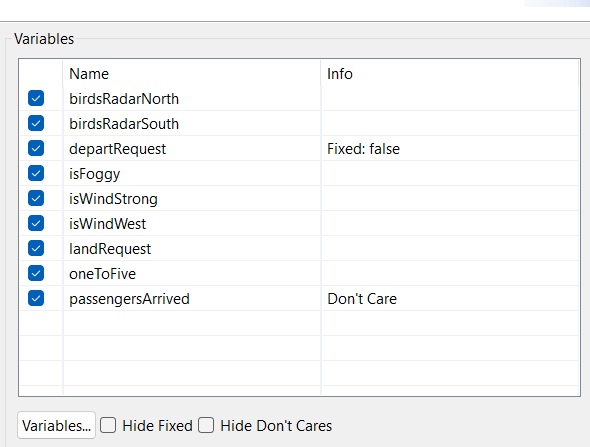 Variables
Name Info
birdsRadarNorth
birdsRadarSouth
departRequest Fixed: false
isFoggy
isWindStrong
isWindWest
landRequest
oneToFive
passengersArrived Don't Care
Variables... Hide Fixed Hide Don't Cares